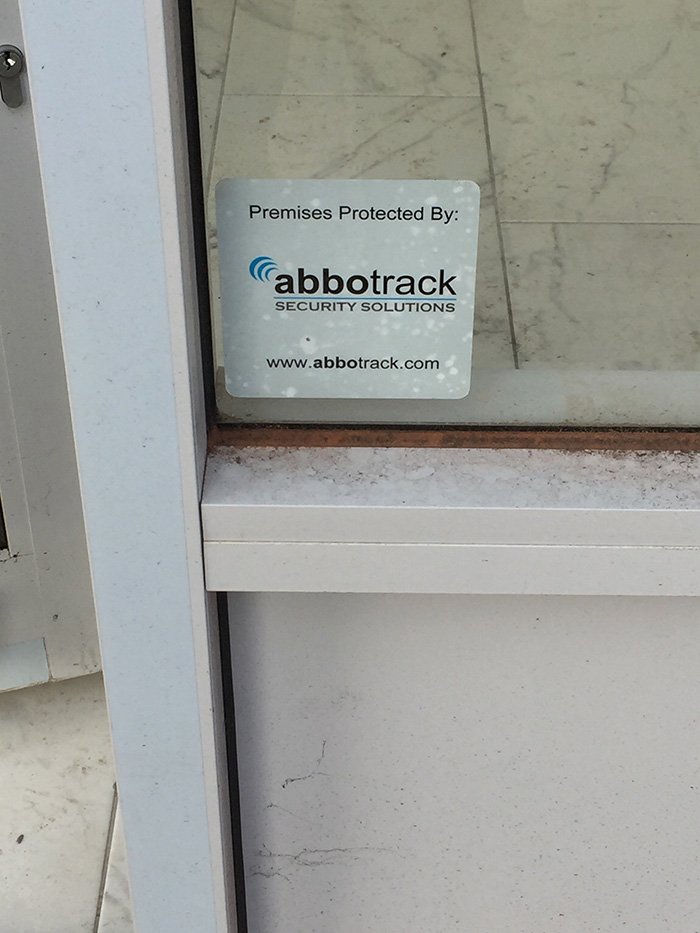 Premises Protected By:
abbotrack
SECURITY SOLUTIONS
www.abbotrack.com